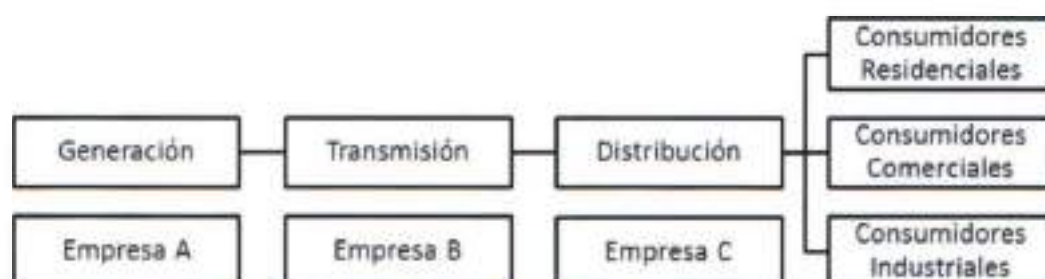 Consumidores
Residenciales
Generación
Transmisión
Distribución
Consumidores
Comerciales
Empresa A
Empresa B
Empresa C
Consumidores
Industriales